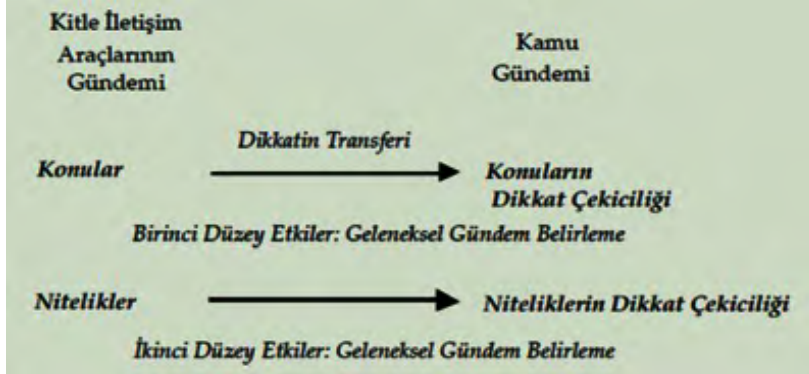 Kitle İletişim
Araçlarının
Gündemi
Kamu
Gündemi
Dikkatin Transferi
Konular
Konuların
Dikkat Çekiciliği
Birinci Düzey Etkiler: Geleneksel Gündem Belirleme
Nitelikler
Niteliklerin Dikkat Çekiciliği
İkinci Düzey Etkiler: Geleneksel Gündem Belirleme